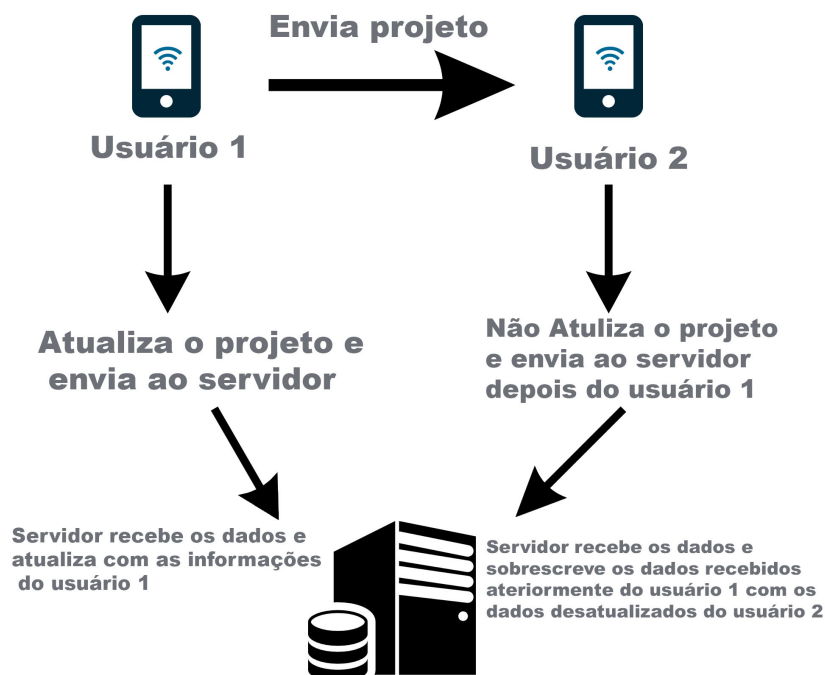 Envia projeto
Usuário 1
Usuário 2
Atualiza o projeto e
envia ao servidor
Não Atuliza o projeto
e envia ao servidor
depois do usuário 1
Servidor recebe os dados e
atualiza com as informações
do usuário 1
Servidor recebe os dados e
sobrescreve os dados recebidos
ateriormente do usuário 1 com os
dados desatualizados do usuário 2